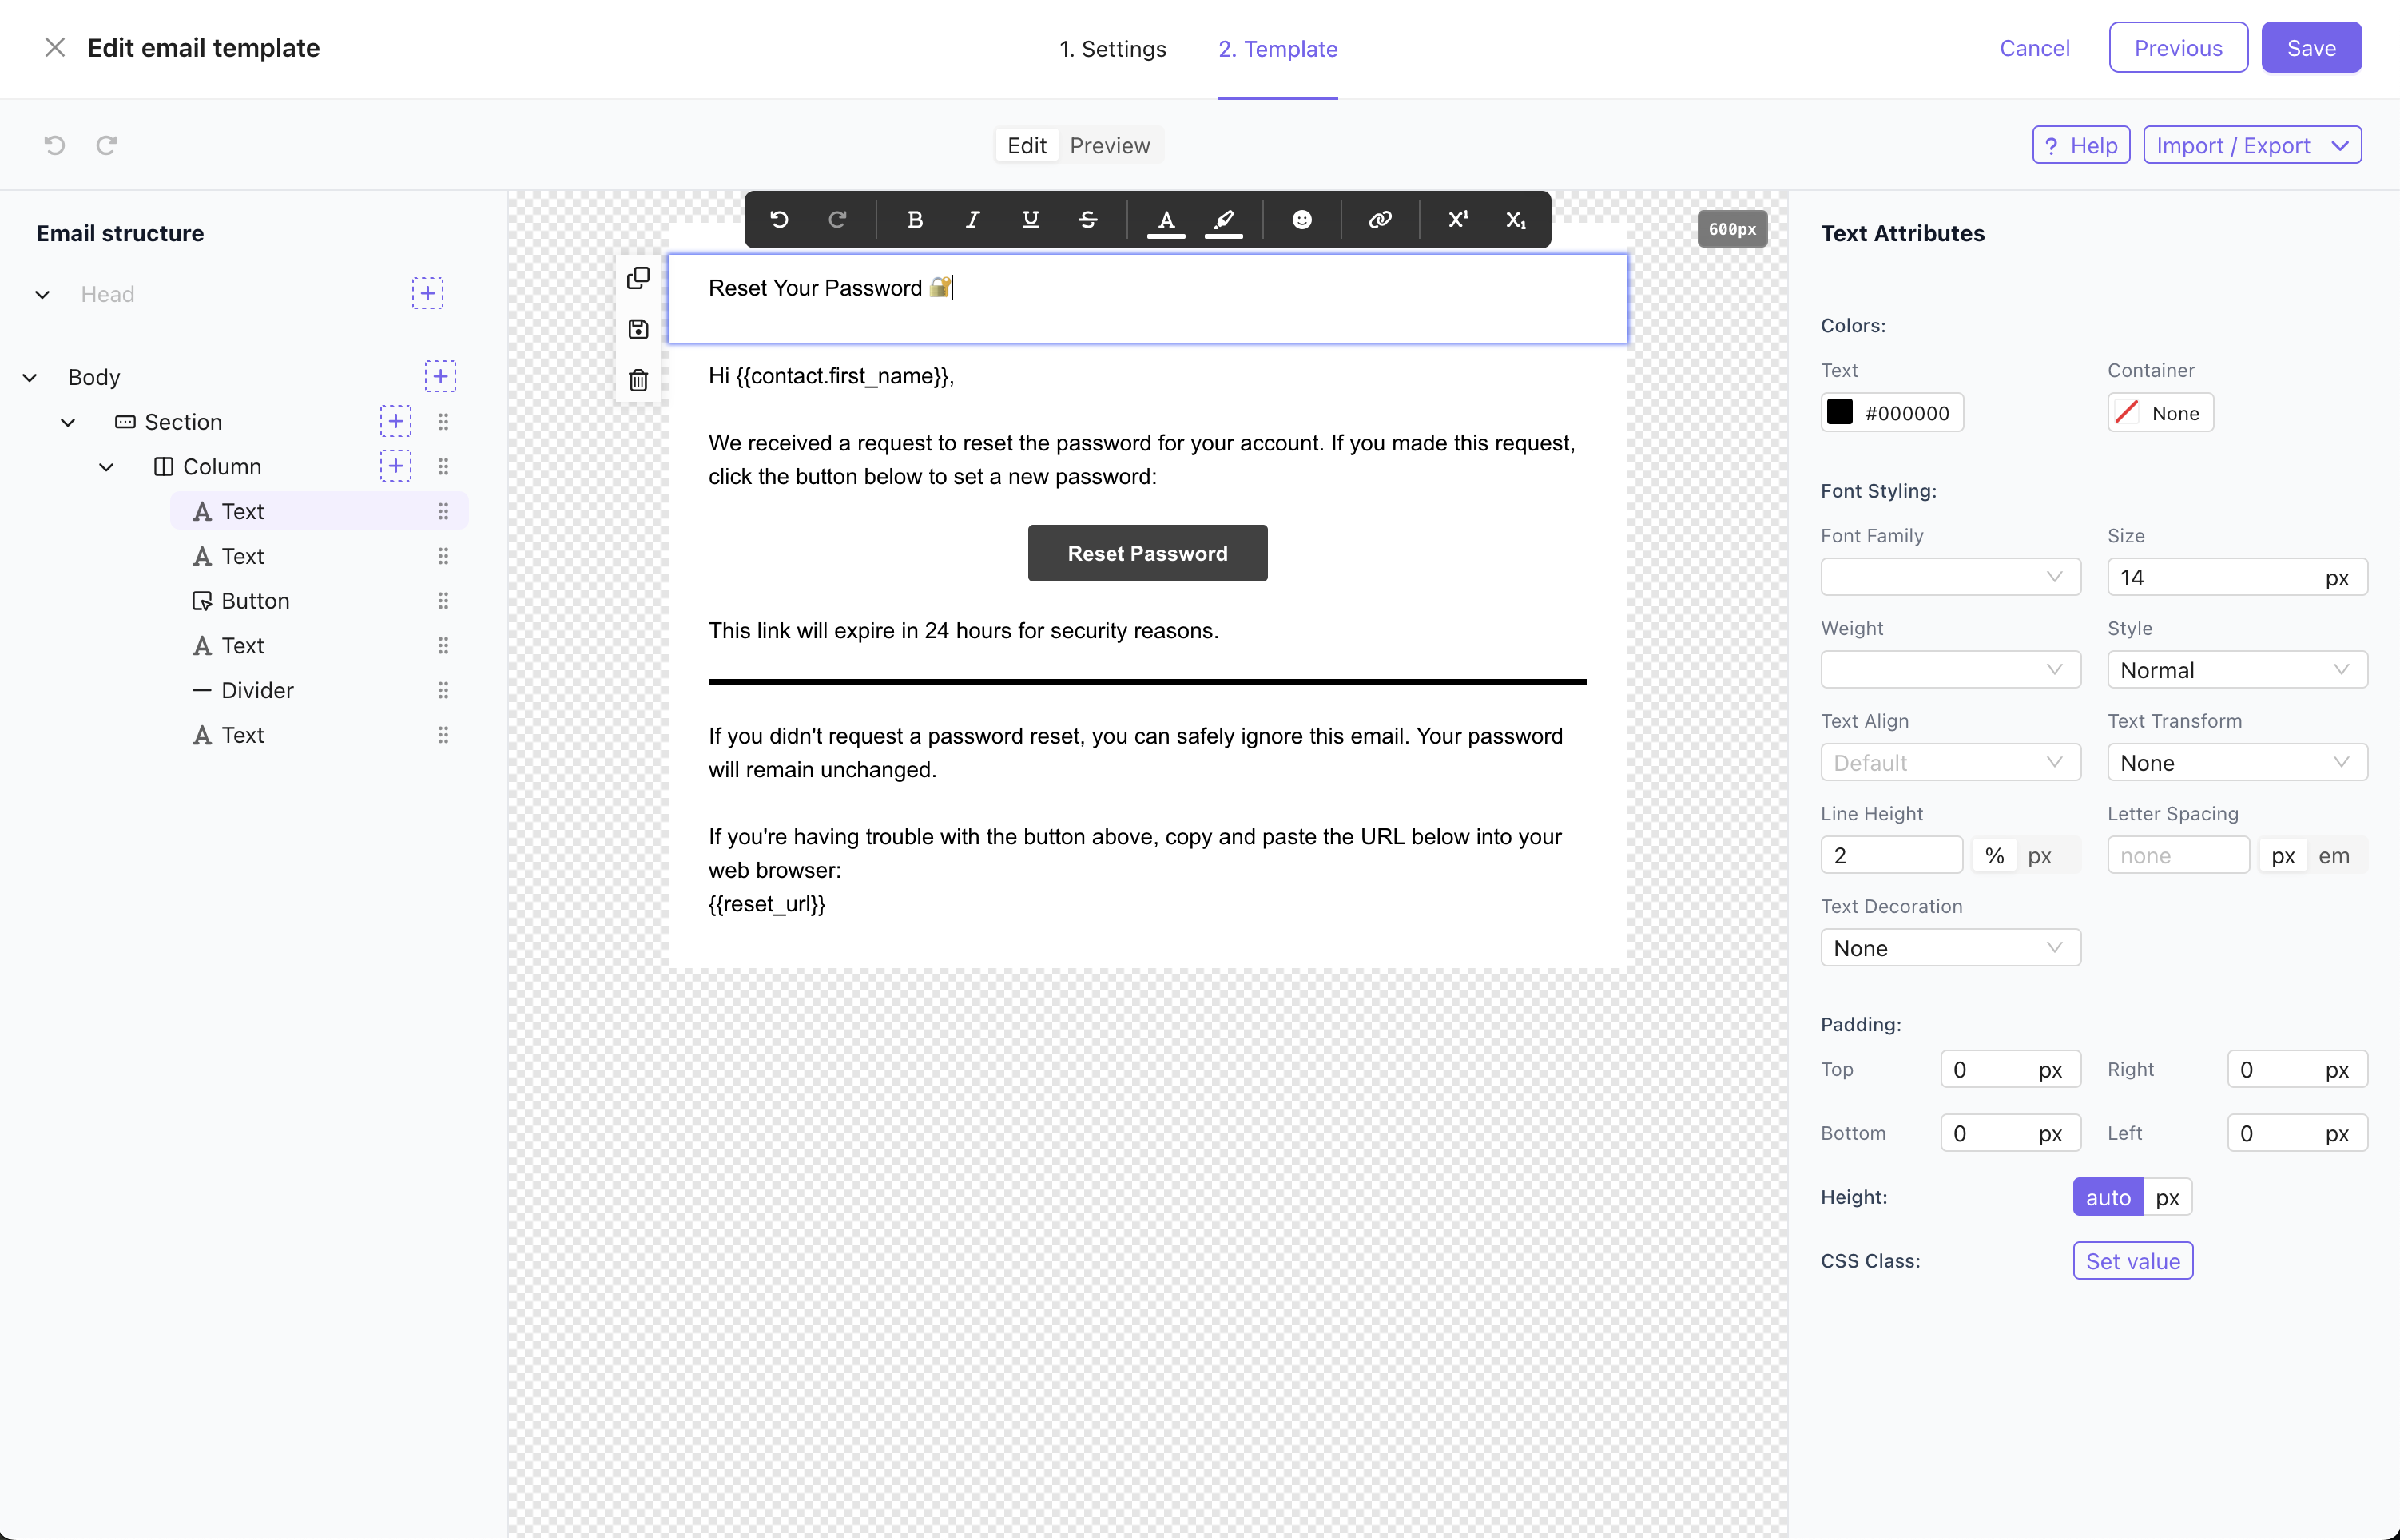 Edit email template
1. Settings
2. Template
Cancel
Previous
Save
Edit
Preview
? Help
Import / Export
Email structure
Head
Body
Section
Column
Text
Text
Button
Text
Divider
Text
B I U S A X¹ X₁
600px
Reset Your Password 🔐
Hi {{contact.first_name}},
We received a request to reset the password for your account. If you made this request,
click the button below to set a new password:
Reset Password
This link will expire in 24 hours for security reasons.
If you didn't request a password reset, you can safely ignore this email. Your password
will remain unchanged.
If you're having trouble with the button above, copy and paste the URL below into your
web browser:
{{reset_url}}
Text Attributes
Colors:
Text
Container
#000000
None
Font Styling:
Font Family
Size
14 px
Weight
Style
Normal
Text Align
Text Transform
Default
None
Line Height
Letter Spacing
2 % px
none px em
Text Decoration
None
Padding:
Top 0 px
Right 0 px
Bottom 0 px
Left 0 px
Height: auto px
CSS Class: Set value